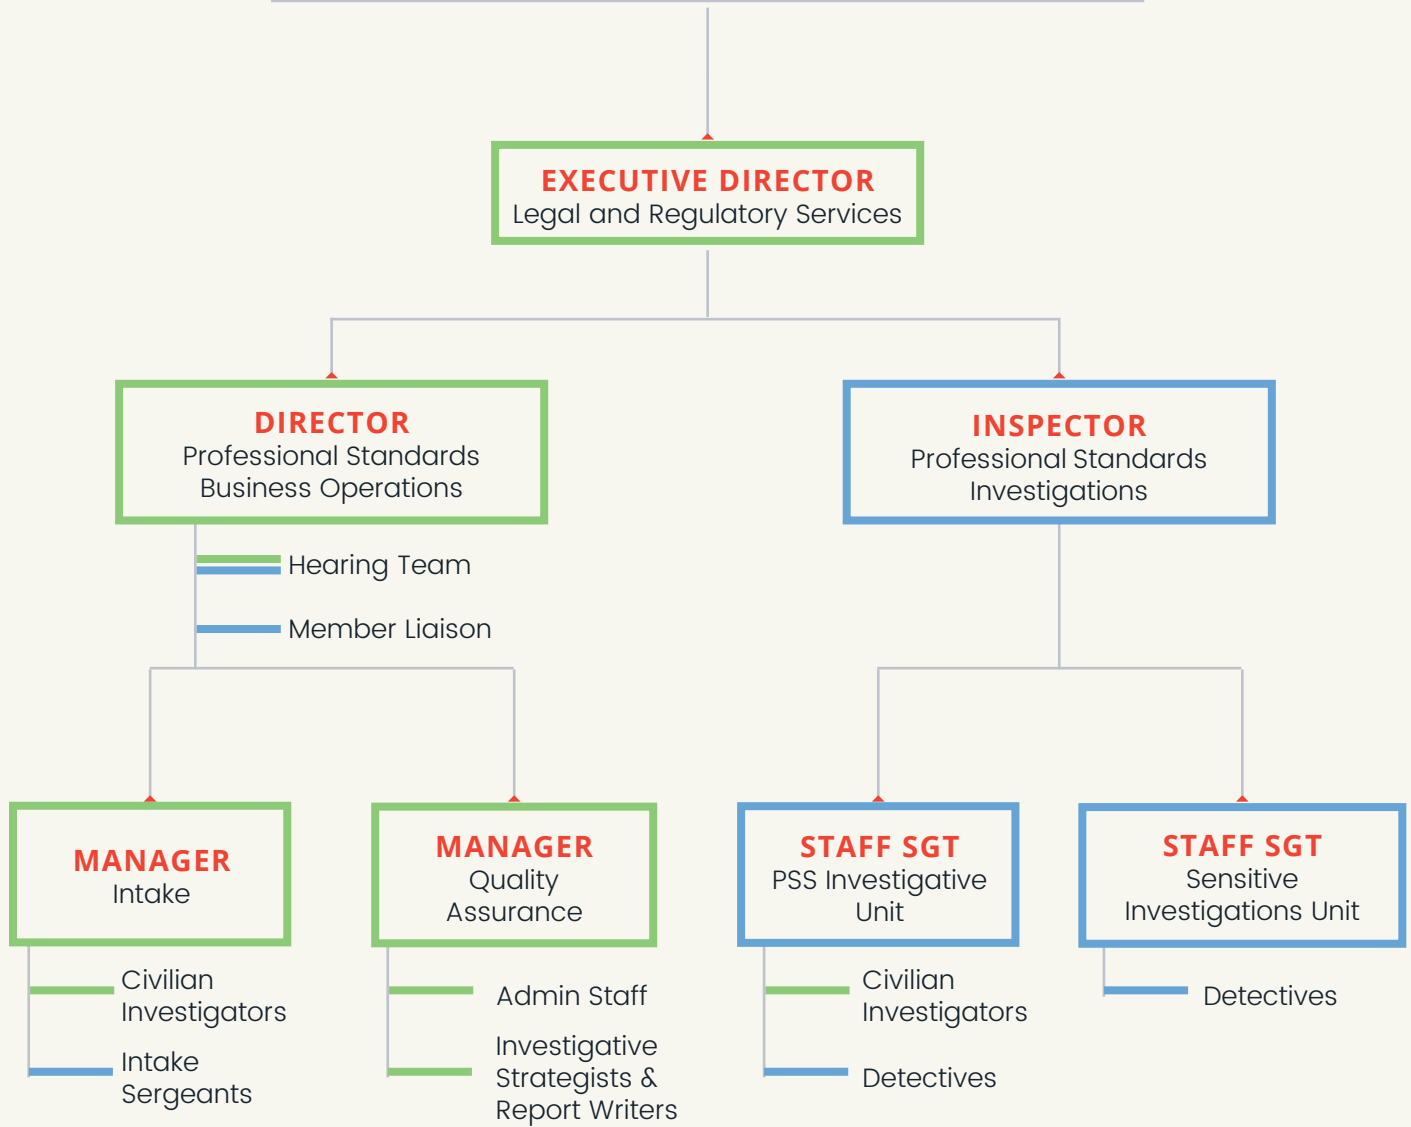 EXECUTIVE DIRECTOR
Legal and Regulatory Services
DIRECTOR
Professional Standards
Business Operations
INSPECTOR
Professional Standards
Investigations
Hearing Team
Member Liaison
MANAGER
Intake
MANAGER
Quality
Assurance
STAFF SGT
PSS Investigative
Unit
STAFF SGT
Sensitive
Investigations Unit
Civilian
Investigators
Intake
Sergeants
Admin Staff
Investigative
Strategists &
Report Writers
Civilian
Investigators
Detectives
Detectives